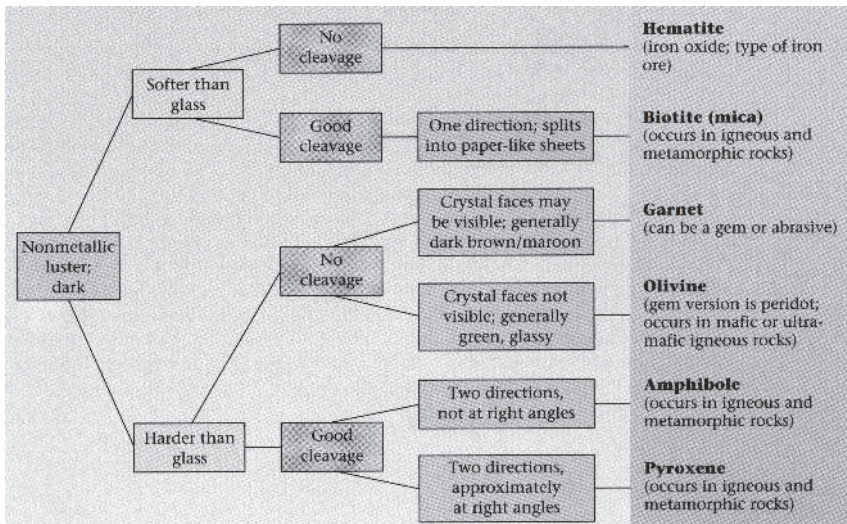 Nonmetallic
luster;
dark
Softer than
glass
No
cleavage
Hematite
(iron oxide; type of iron
ore)
Good
cleavage
One direction; splits
into paper-like sheets
Biotite (mica)
(occurs in igneous and
metamorphic rocks)
Harder than
glass
No
cleavage
Crystal faces may
be visible; generally
dark brown/maroon
Garnet
(can be a gem or abrasive)
Crystal faces not
visible; generally
green, glassy
Olivine
(gem version is peridot;
occurs in mafic or ultra-
mafic igneous rocks)
Good
cleavage
Two directions,
not at right angles
Amphibole
(occurs in igneous and
metamorphic rocks)
Two directions,
approximately
at right angles
Pyroxene
(occurs in igneous and
metamorphic rocks)